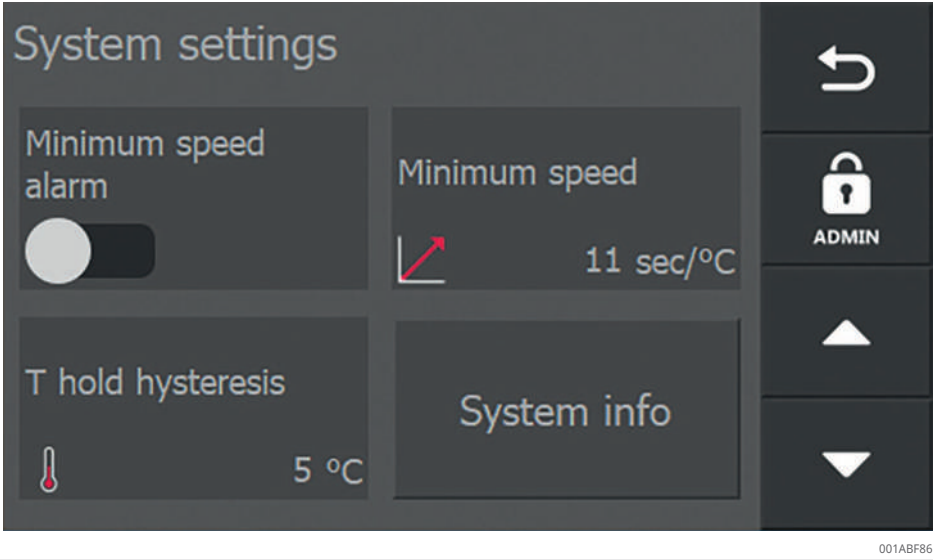 System settings
Minimum speed
alarm
Minimum speed
11 sec/°C
ADMIN
T hold hysteresis
5 °C
System info
001ABF86